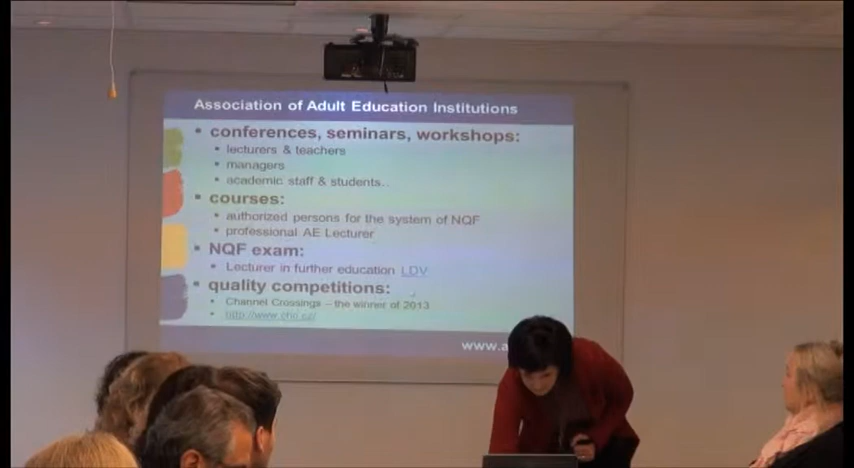 Association of Adult Education Institutions
• conferences, seminars, workshops:
• lecturers & teachers
• managers
• academic staff & students..
• courses:
• authorized persons for the system of NQF
• professional AE Lecturer
• NQF exam:
• Lecturer in further education LDV
• quality competitions:
• Channel Crossings – the winner of 2013
• http://www.chc.cz/
www.a